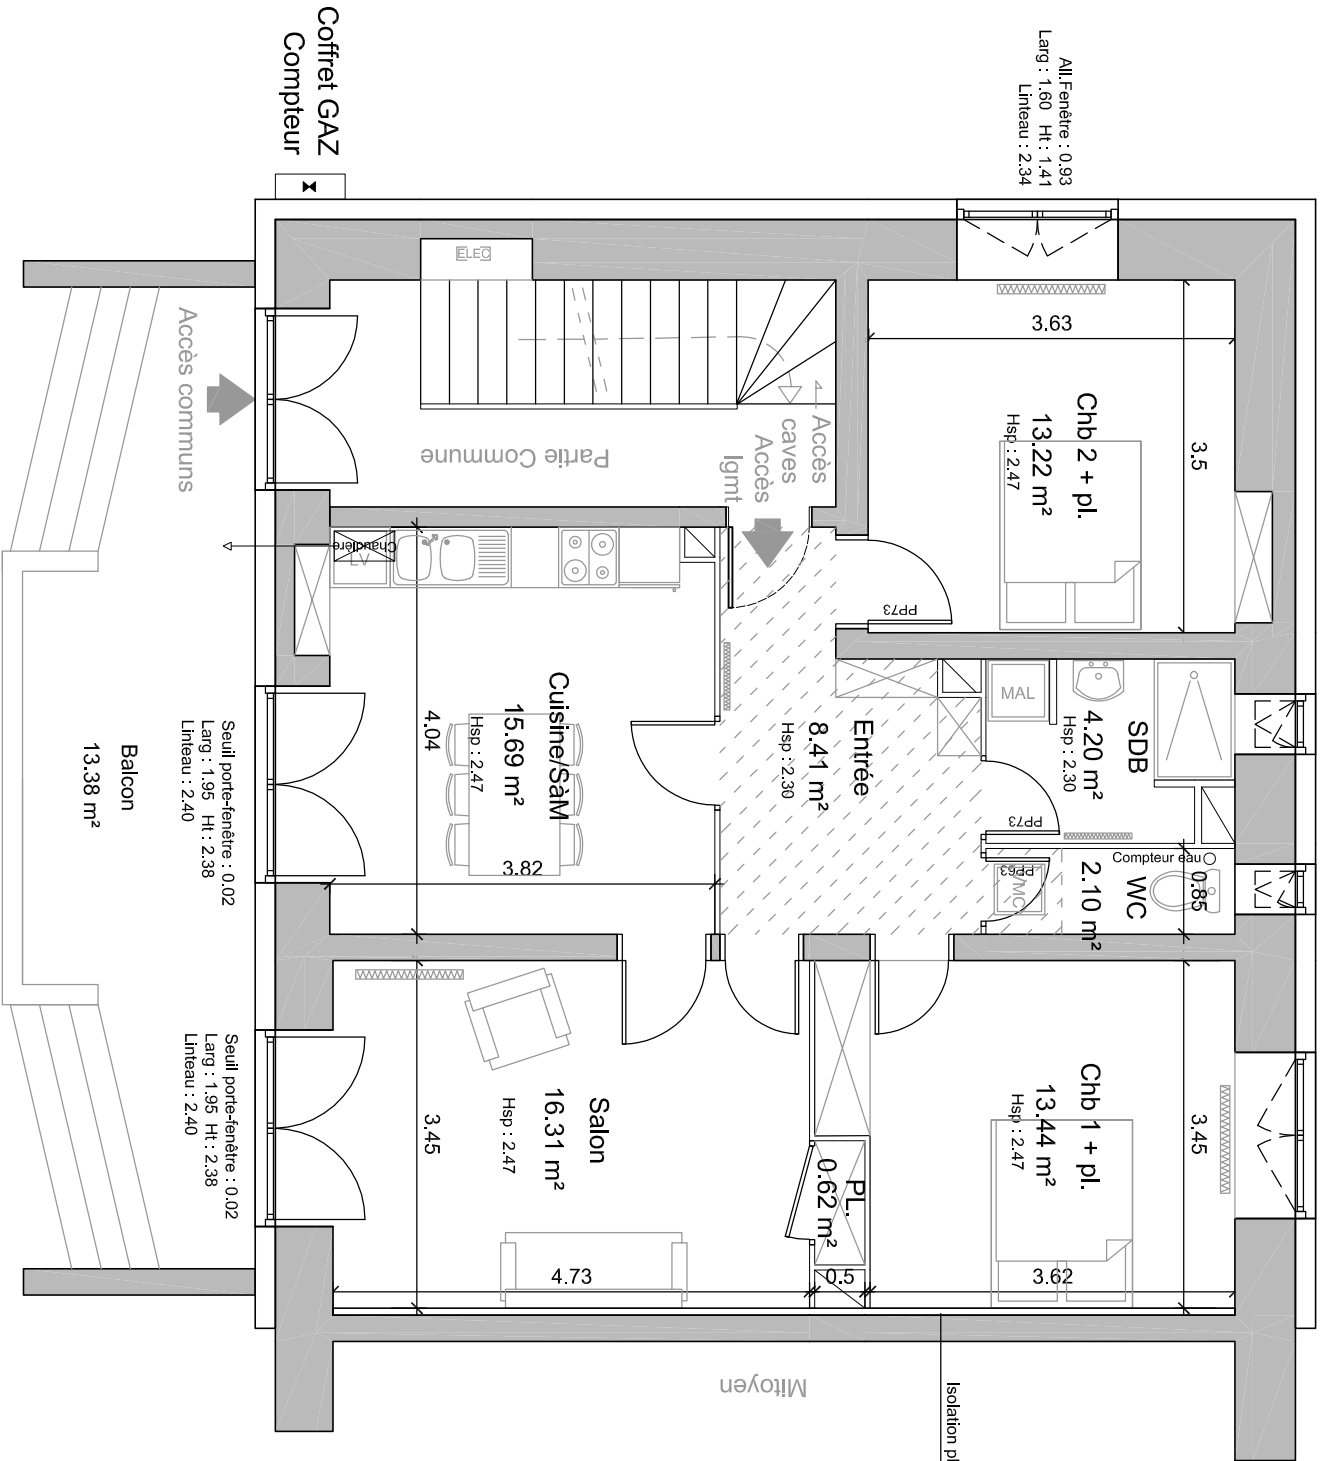 Coffret GAZ
Compteur
All.Fenêtre : 0.93
Larg : 1.60 Ht : 1.41
Linteau : 2.34
ELEC
Accès communs
Partie Commune
Accès
caves
Accès
lgmt
3.63
3.5
Chb 2 + pl.
13.22 m²
Hsp : 2.47
PP73
Chaudière
LV
Cuisine/SàM
15.69 m²
Hsp : 2.47
4.04
3.82
Entrée
8.41 m²
Hsp : 2.30
MAL
SDB
4.20 m²
Hsp : 2.30
PP73
Compteur eau
WC
2.10 m²
0.85
PP63
VMC
Balcon
13.38 m²
Seuil porte-fenêtre : 0.02
Larg : 1.95 Ht : 2.38
Linteau : 2.40
Seuil porte-fenêtre : 0.02
Larg : 1.95 Ht : 2.38
Linteau : 2.40
Salon
16.31 m²
Hsp : 2.47
3.45
4.73
PL.
0.62 m²
0.5
Chb 1 + pl.
13.44 m²
Hsp : 2.47
3.45
3.62
Mitoyen
Isolation pl